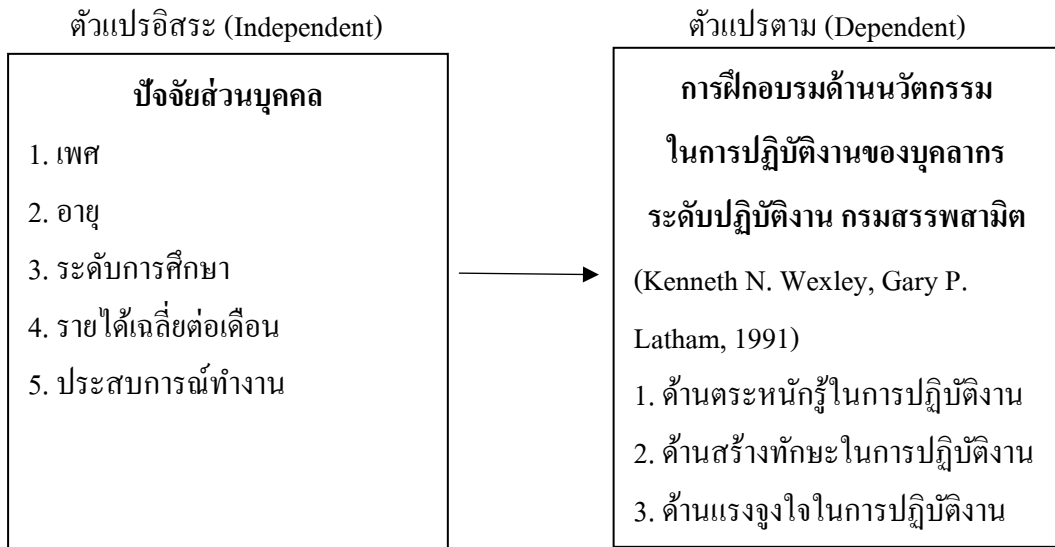 ตัวแปรอิสระ (Independent)
ปัจจัยส่วนบุคคล
1. เพศ
2. อายุ
3. ระดับการศึกษา
4. รายได้เฉลี่ยต่อเดือน
5. ประสบการณ์ทำงาน
ตัวแปรตาม (Dependent)
การฝึกอบรมด้านนวัตกรรม
ในการปฏิบัติงานของบุคลากร
ระดับปฏิบัติงาน กรมสรรพสามิต
(Kenneth N. Wexley, Gary P.
Latham, 1991)
1. ด้านตระหนักรู้ในการปฏิบัติงาน
2. ด้านสร้างทักษะในการปฏิบัติงาน
3. ด้านแรงจูงใจในการปฏิบัติงาน